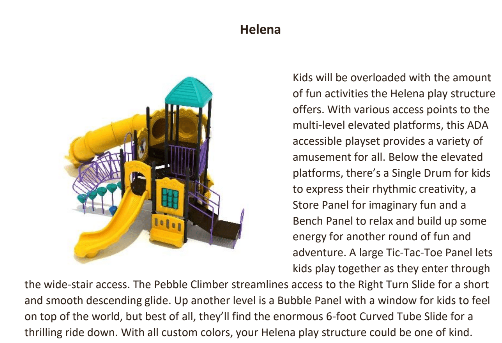 Helena
Kids will be overloaded with the amount
of fun activities the Helena play structure
offers. With various access points to the
multi-level elevated platforms, this ADA
accessible playset provides a variety of
amusement for all. Below the elevated
platforms, there's a Single Drum for kids
to express their rhythmic creativity, a
Store Panel for imaginary fun and a
Bench Panel to relax and build up some
energy for another round of fun and
adventure. A large Tic-Tac-Toe Panel lets
kids play together as they enter through
the wide-stair access. The Pebble Climber streamlines access to the Right Turn Slide for a short
and smooth descending glide. Up another level is a Bubble Panel with a window for kids to feel
on top of the world, but best of all, they'll find the enormous 6-foot Curved Tube Slide for a
thrilling ride down. With all custom colors, your Helena play structure could be one of kind.